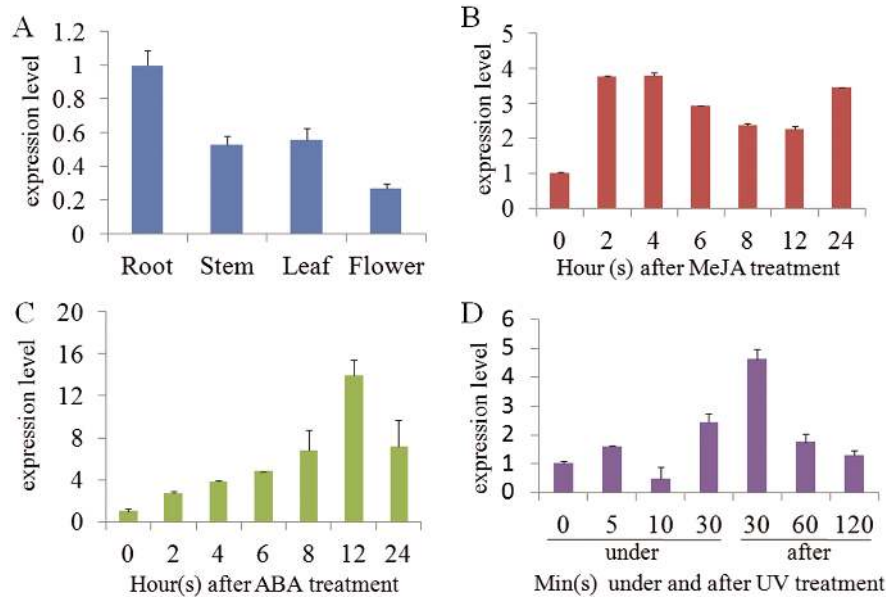 A
expression level
1.2
1
0.8
0.6
0.4
0.2
0
Root Stem Leaf Flower
B
expression level
5
4
3
2
1
0
0 2 4 6 8 12 24
Hour (s) after MeJA treatment
C
expression level
20
16
12
8
4
0
0 2 4 6 8 12 24
Hour(s) after ABA treatment
D
expression level
6
5
4
3
2
1
0
0 5 10 30 30 60 120
under after
Min(s) under and after UV treatment